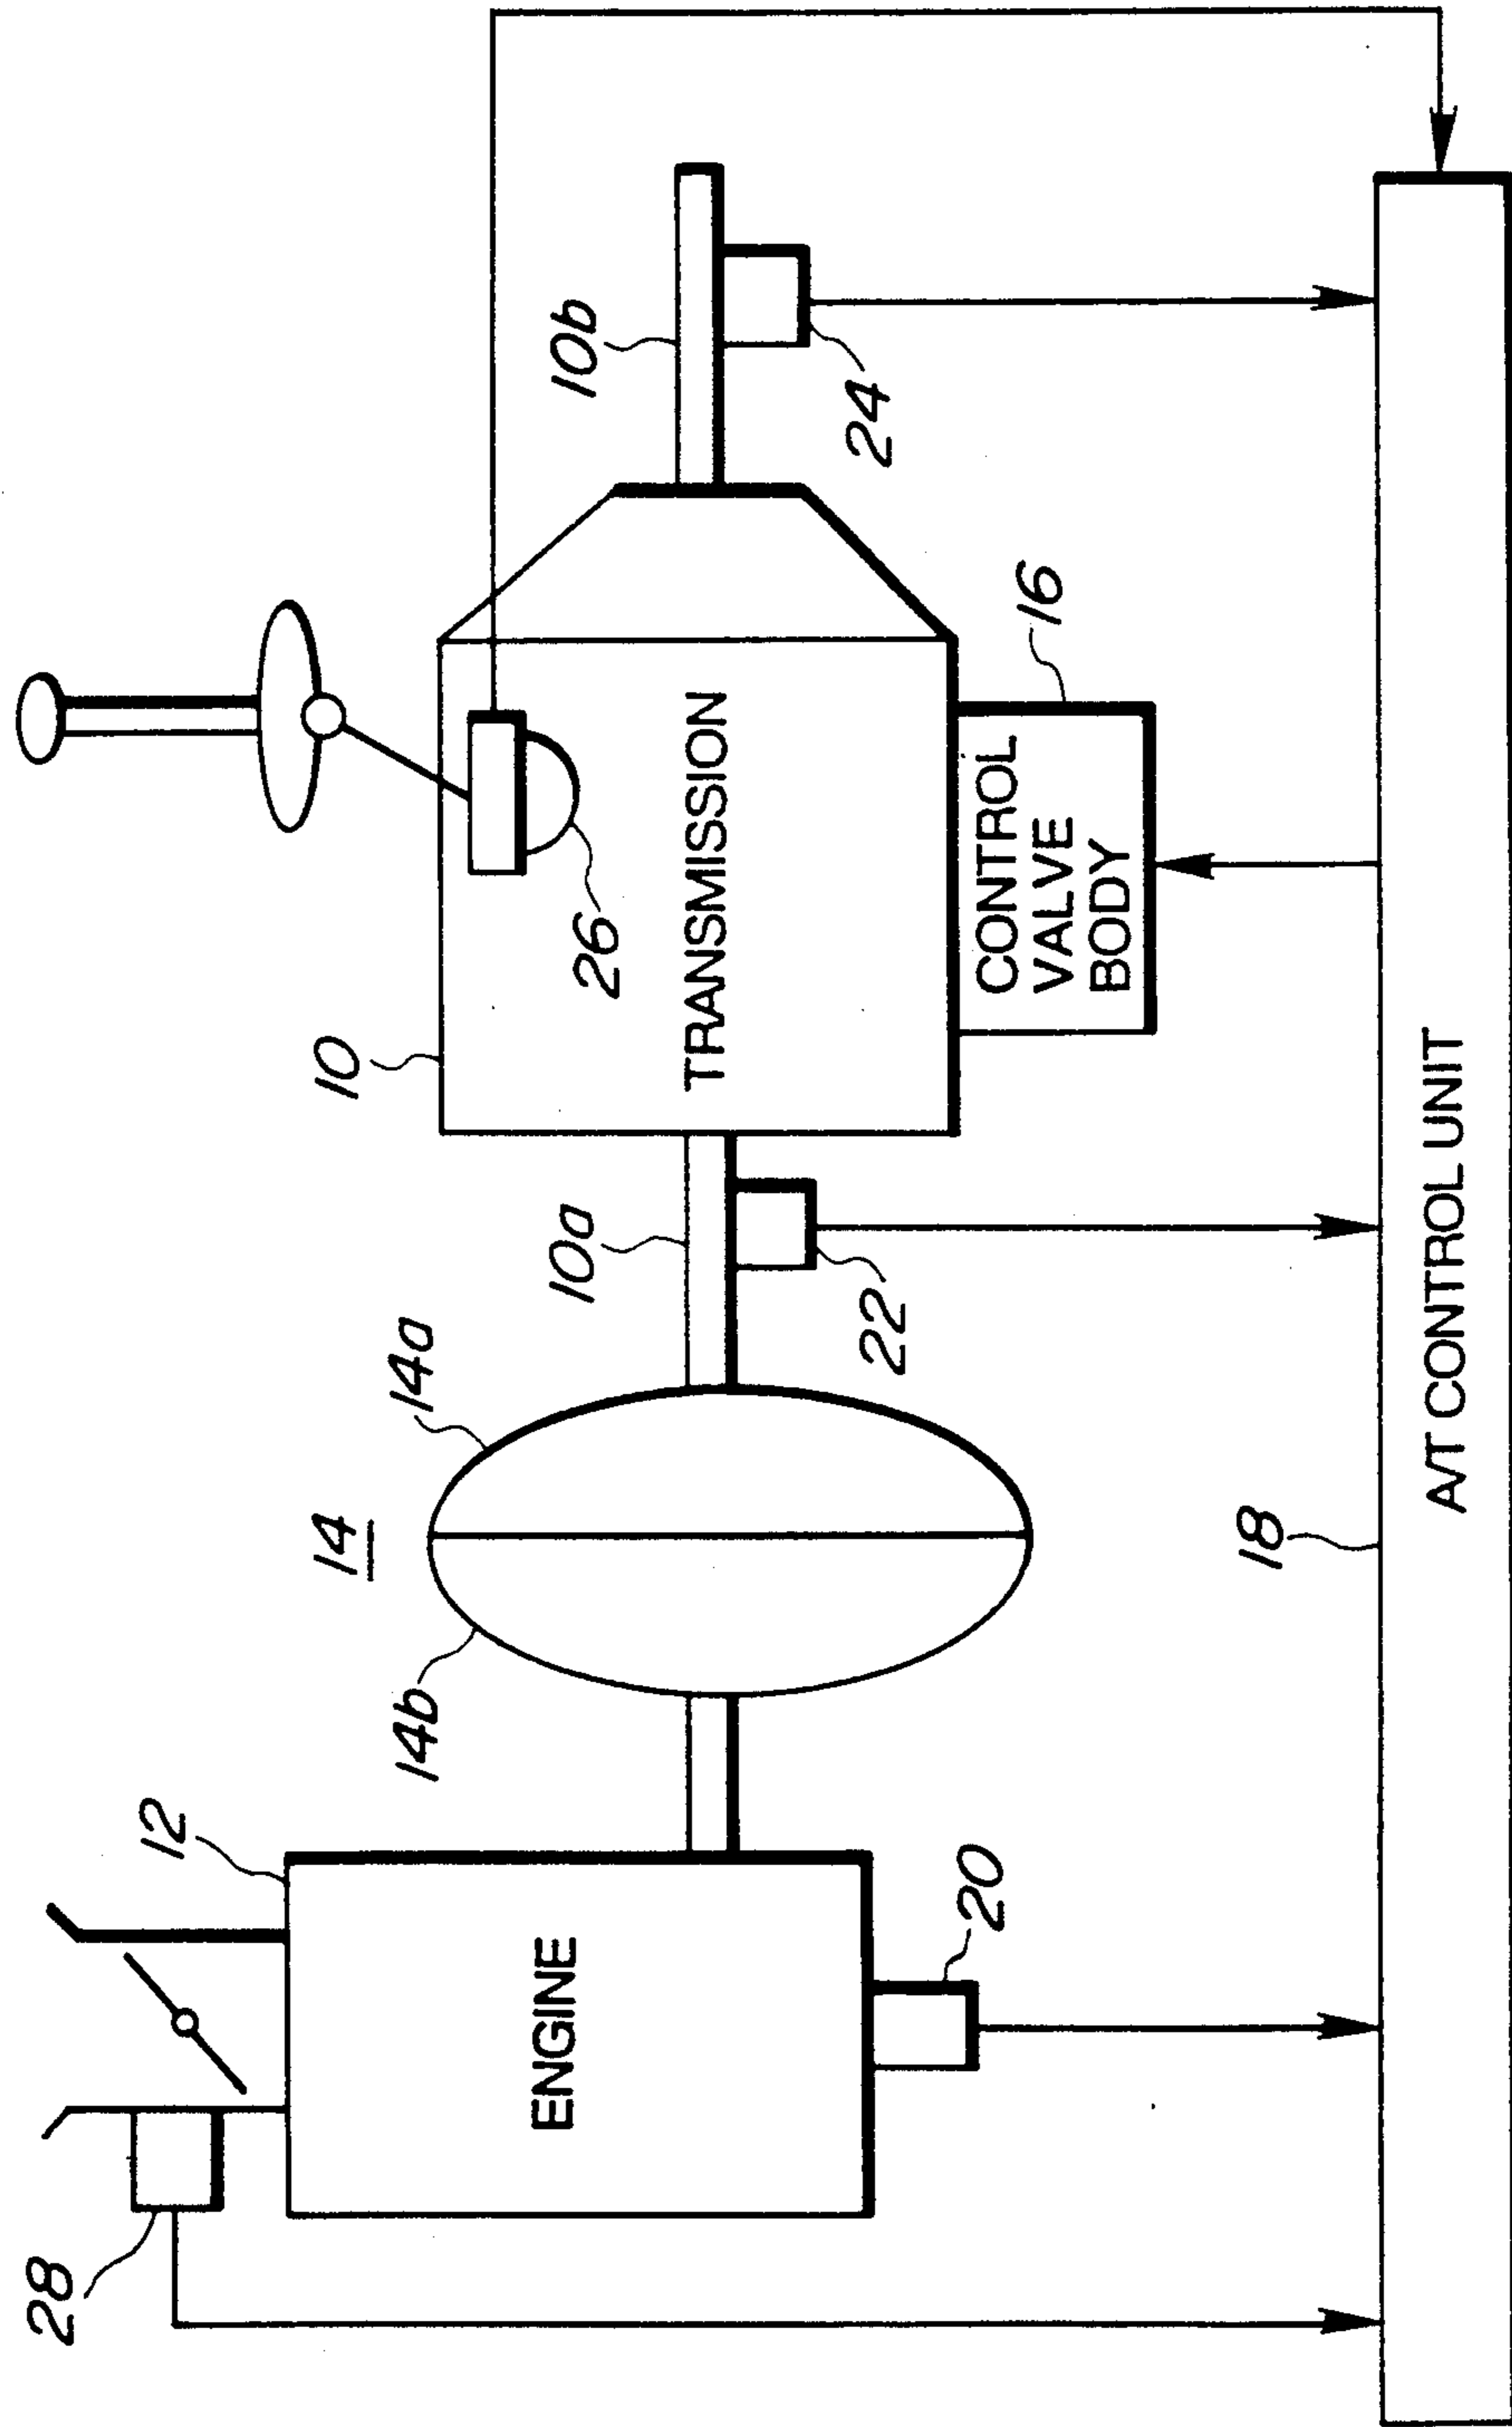 28
12
14
14b
14a
10
10a
10b
26
ENGINE
TRANSMISSION
20
22
24
CONTROL
VALVE
BODY
16
18
A/T CONTROL UNIT